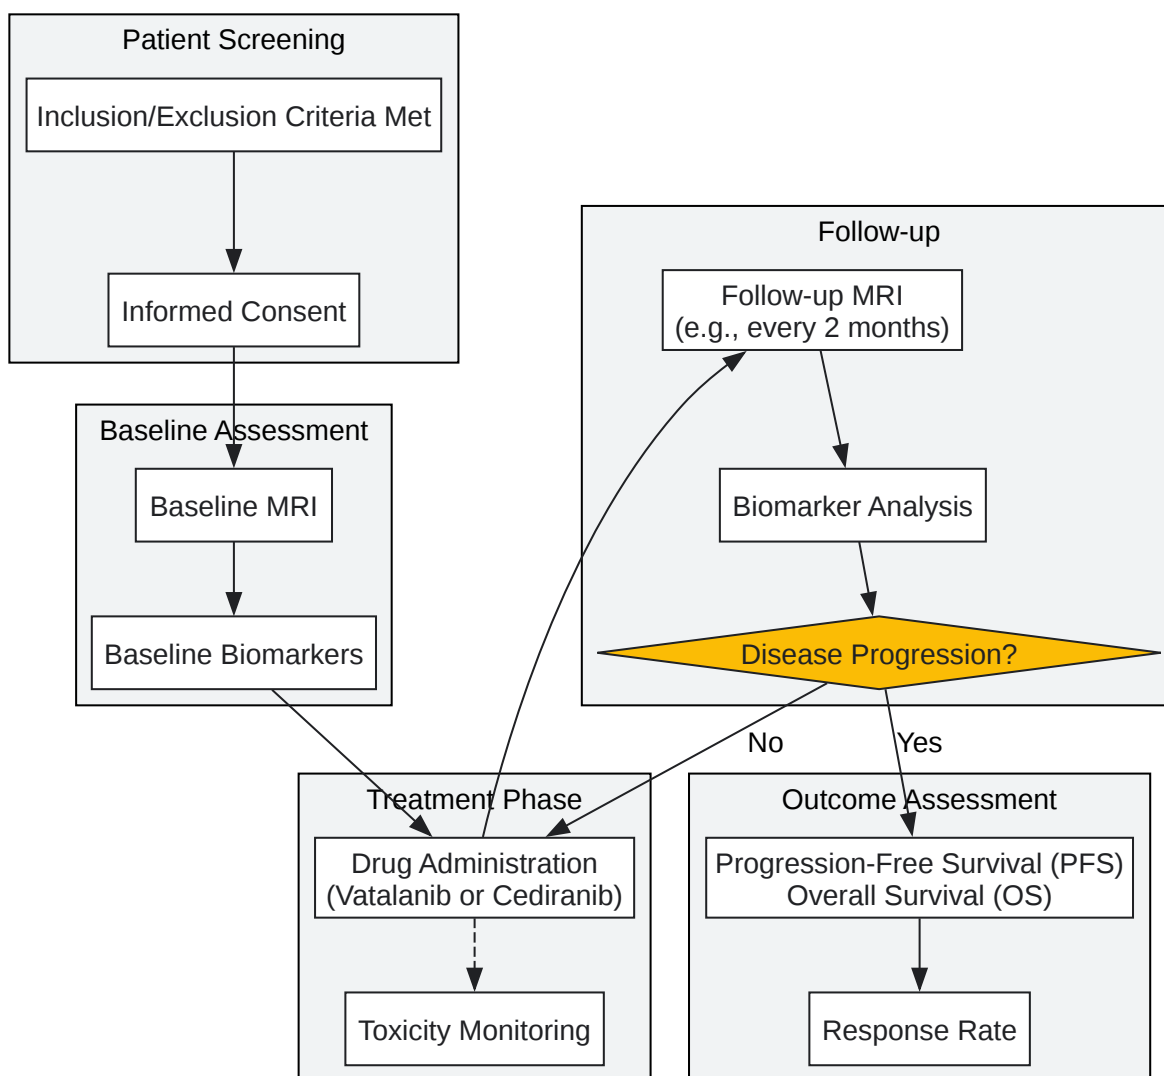 Patient Screening
Inclusion/Exclusion Criteria Met
Informed Consent
Baseline Assessment
Baseline MRI
Baseline Biomarkers
Follow-up
Follow-up MRI
(e.g., every 2 months)
Biomarker Analysis
Disease Progression?
No
Yes
Treatment Phase
Drug Administration
(Vatalanib or Cediranib)
Toxicity Monitoring
Outcome Assessment
Progression-Free Survival (PFS)
Overall Survival (OS)
Response Rate